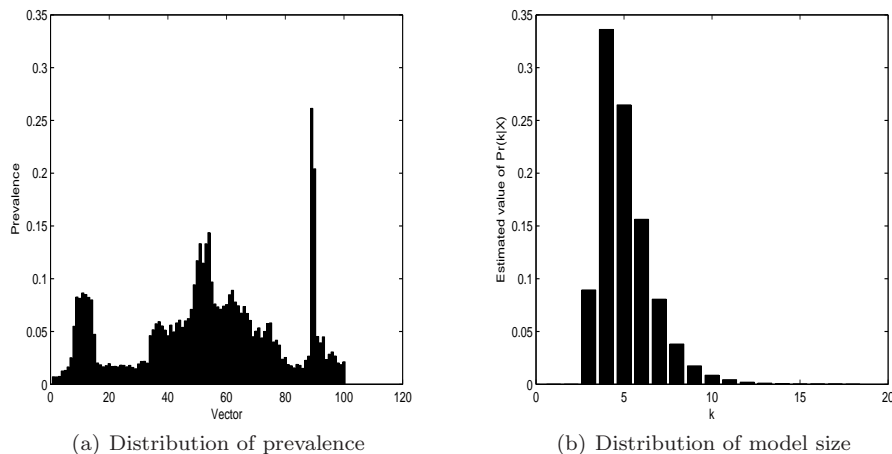 0.35
0.3
0.25
0.2
0.15
0.1
0.05
0
Prevalence
0 20 40 60 80 100 120
Vector
(a) Distribution of prevalence
0.35
0.3
0.25
0.2
0.15
0.1
0.05
0
Estimated value of Pr(k|X)
0 5 10 15 20
k
(b) Distribution of model size